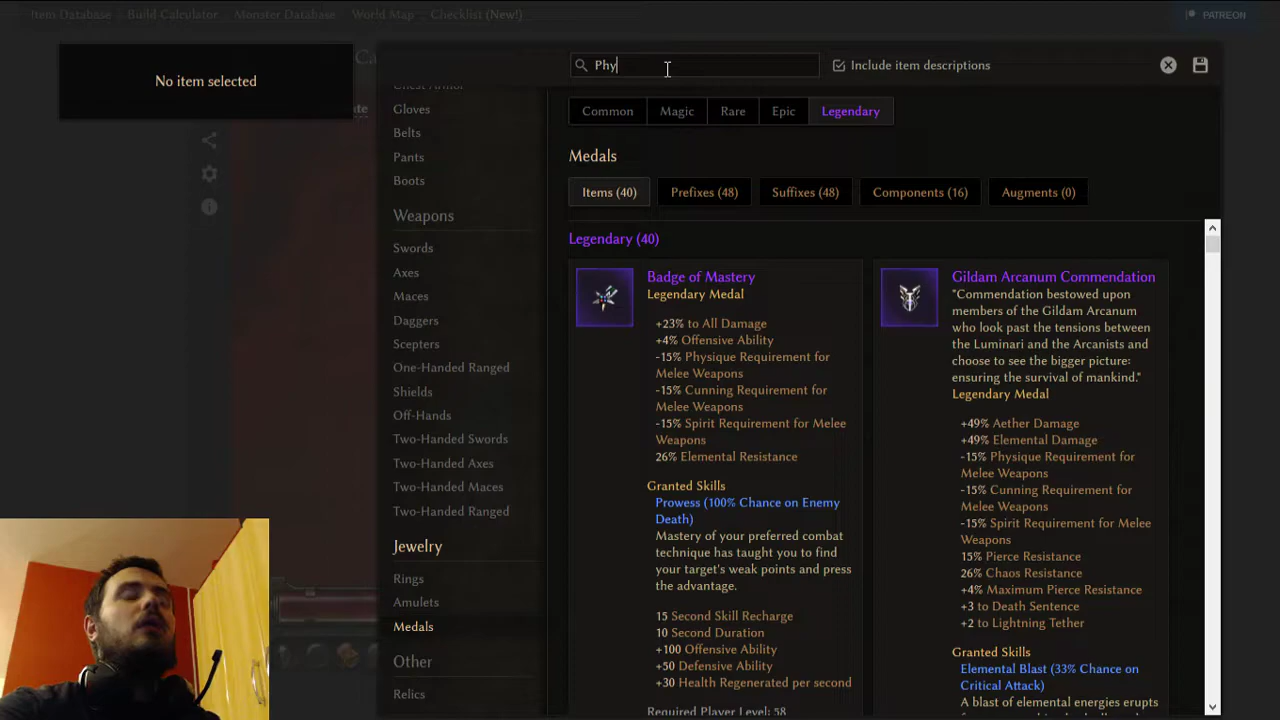 Item Database Build Calculator Monster Database World Map Checklist (New!) PATREON
No item selected
Phy
Include item descriptions
Chest Armor
Gloves
Belts
Pants
Boots
Weapons
Swords
Axes
Maces
Daggers
Scepters
One-Handed Ranged
Shields
Off-Hands
Two-Handed Swords
Two-Handed Axes
Two-Handed Maces
Two-Handed Ranged
Jewelry
Rings
Amulets
Medals
Other
Relics
Common Magic Rare Epic Legendary
Medals
Items (40) Prefixes (48) Suffixes (48) Components (16) Augments (0)
Legendary (40)
Badge of Mastery
Legendary Medal
+23% to All Damage
+4% Offensive Ability
-15% Physique Requirement for
Melee Weapons
-15% Cunning Requirement for
Melee Weapons
-15% Spirit Requirement for Melee
Weapons
26% Elemental Resistance
Granted Skills
Prowess (100% Chance on Enemy
Death)
Mastery of your preferred combat
technique has taught you to find
your target's weak points and press
the advantage.
15 Second Skill Recharge
10 Second Duration
+100 Offensive Ability
+50 Defensive Ability
+30 Health Regenerated per second
Required Player Level: 58
Gildam Arcanum Commendation
"Commendation bestowed upon
members of the Gildam Arcanum
who look past the tensions between
the Luminari and the Arcanists and
choose to see the bigger picture:
ensuring the survival of mankind."
Legendary Medal
+49% Aether Damage
+49% Elemental Damage
-15% Physique Requirement for
Melee Weapons
-15% Cunning Requirement for
Melee Weapons
-15% Spirit Requirement for Melee
Weapons
15% Pierce Resistance
26% Chaos Resistance
+4% Maximum Pierce Resistance
+3 to Death Sentence
+2 to Lightning Tether
Granted Skills
Elemental Blast (33% Chance on
Critical Attack)
A blast of elemental energies erupts